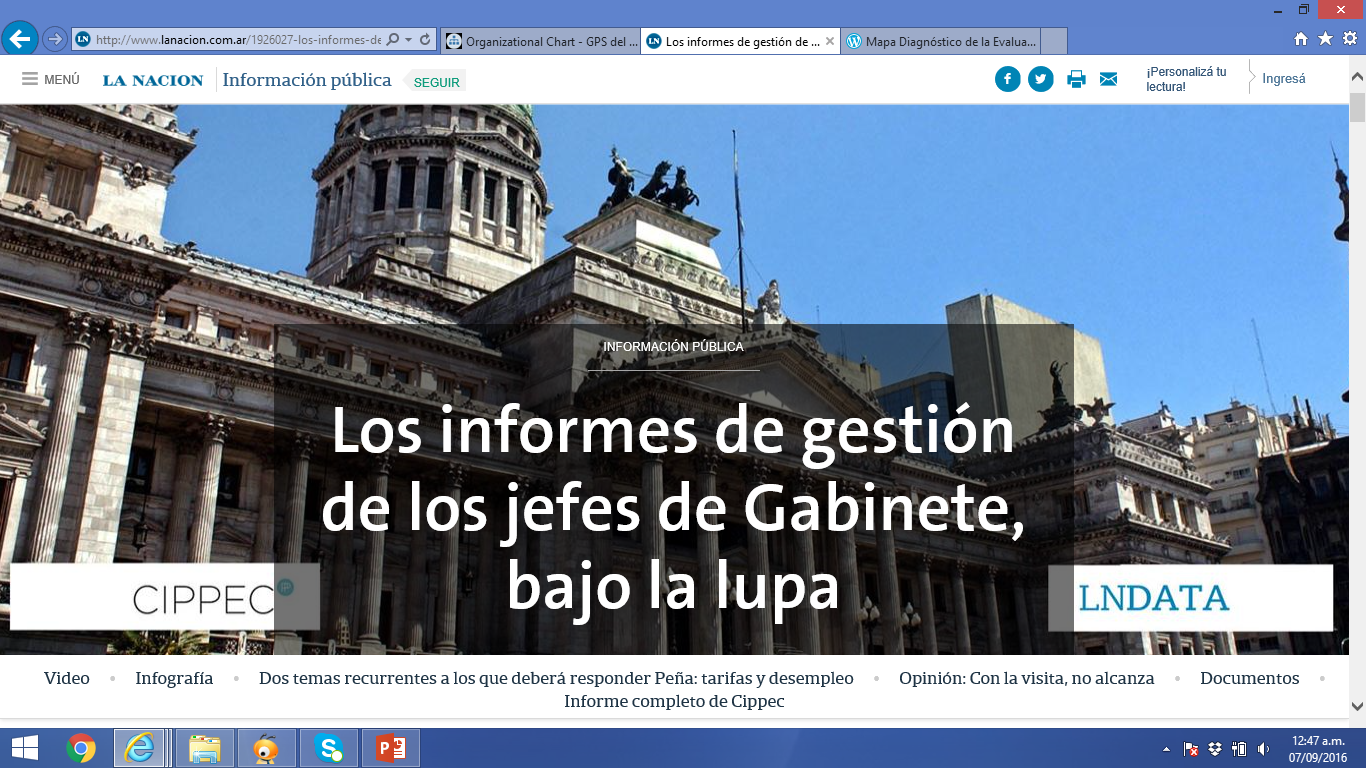 http://www.lanacion.com.ar/1926027-los-informes-de
Organizational Chart - GPS del ...
Los informes de gestión de ...
Mapa Diagnóstico de la Evalua...
MENÚ
LA NACION
Información pública
SEGUIR
¡Personalizá tu
lectura!
Ingresá
INFORMACIÓN PÚBLICA
Los informes de gestión
de los jefes de Gabinete,
bajo la lupa
CIPPEC
LNDATA
Video • Infografía • Dos temas recurrentes a los que deberá responder Peña: tarifas y desempleo • Opinión: Con la visita, no alcanza • Documentos •
Informe completo de Cippec
12:47 a.m.
07/09/2016